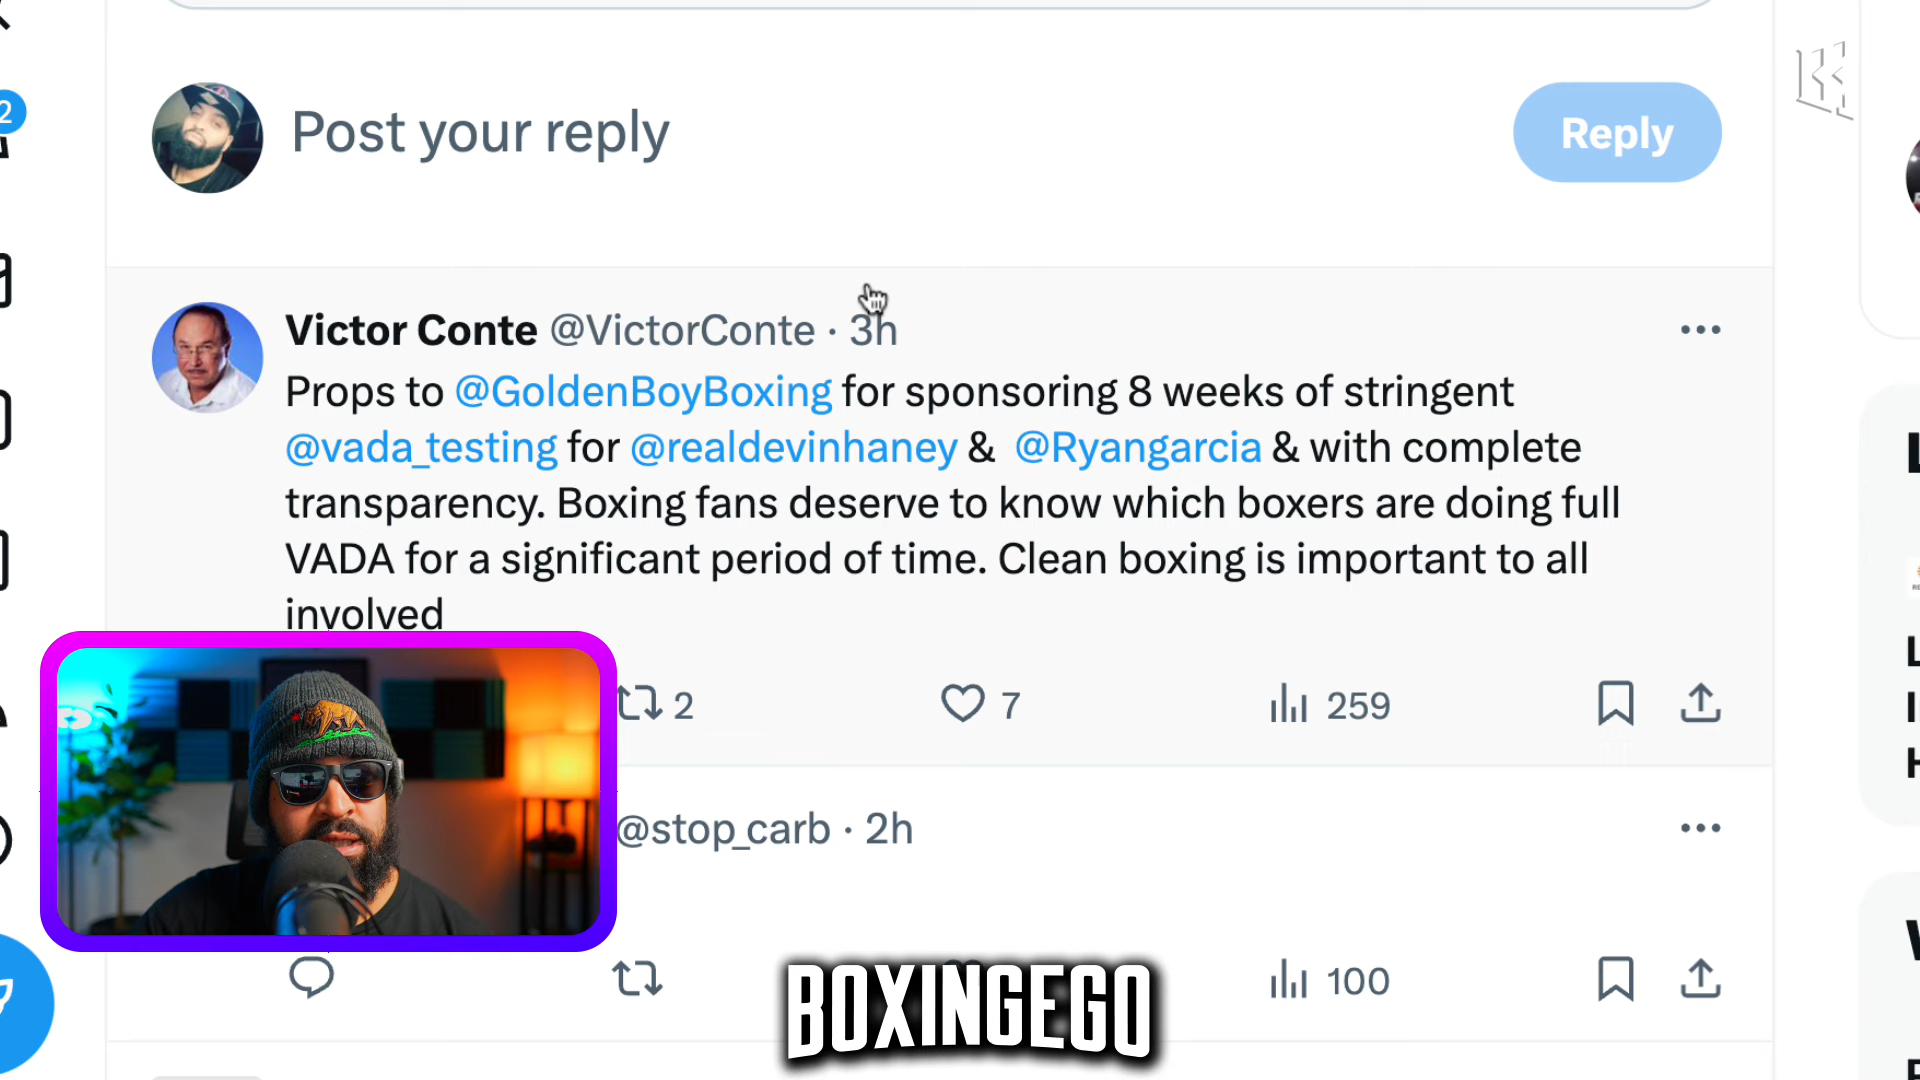 2
Post your reply
Reply
Victor Conte @VictorConte · 3h
Props to @GoldenBoyBoxing for sponsoring 8 weeks of stringent
@vada_testing for @realdevinhaney & @Ryangarcia & with complete
transparency. Boxing fans deserve to know which boxers are doing full
VADA for a significant period of time. Clean boxing is important to all
involved
2
7
259
@stop_carb · 2h
100
BOXINGEGO